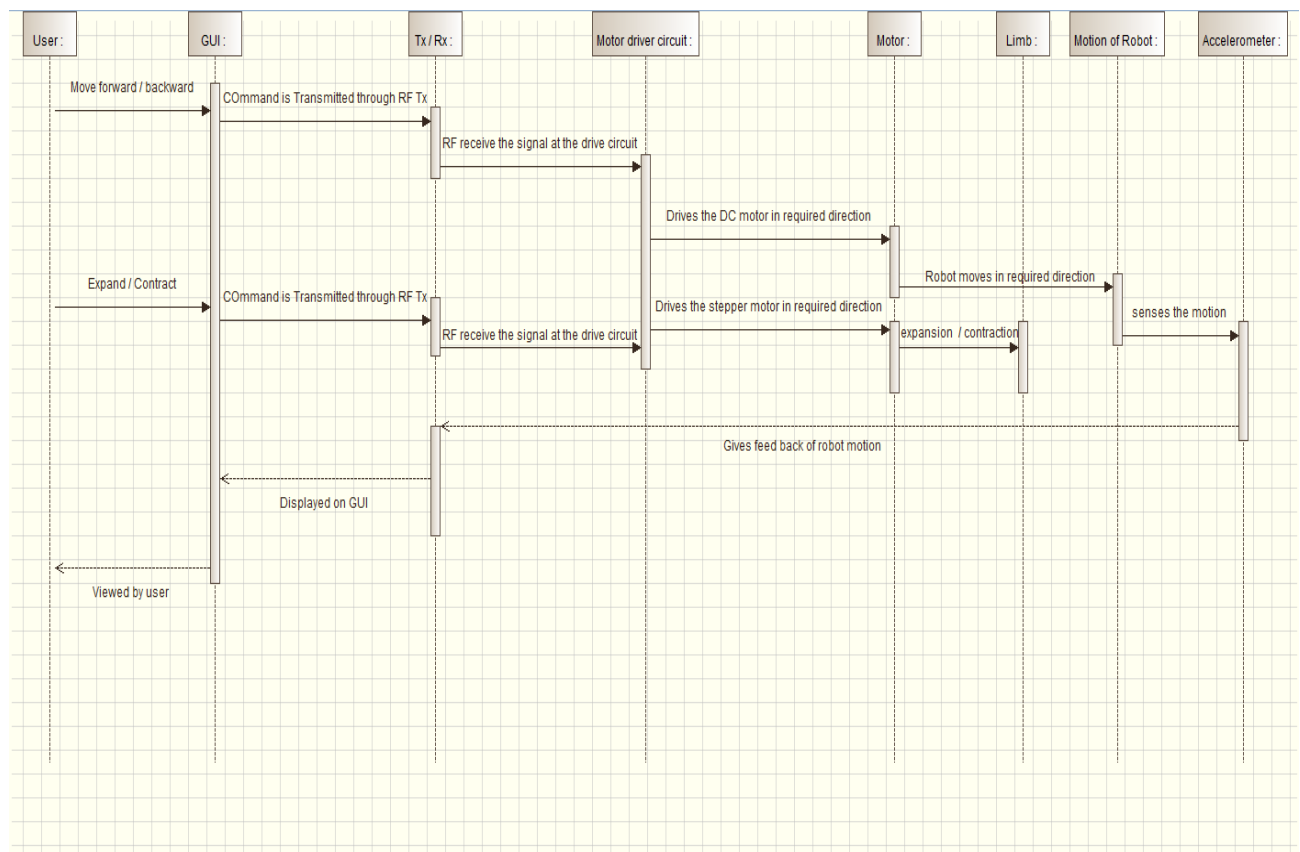 User :
GUI :
Tx / Rx :
Motor driver circuit :
Motor :
Limb :
Motion of Robot :
Accelerometer :
Move forward / backward
COmmand is Transmitted through RF Tx
RF receive the signal at the drive circuit
Drives the DC motor in required direction
Robot moves in required direction
Expand / Contract
COmmand is Transmitted through RF Tx
Drives the stepper motor in required direction
senses the motion
RF receive the signal at the drive circuit
expansion / contraction
Gives feed back of robot motion
Displayed on GUI
Viewed by user